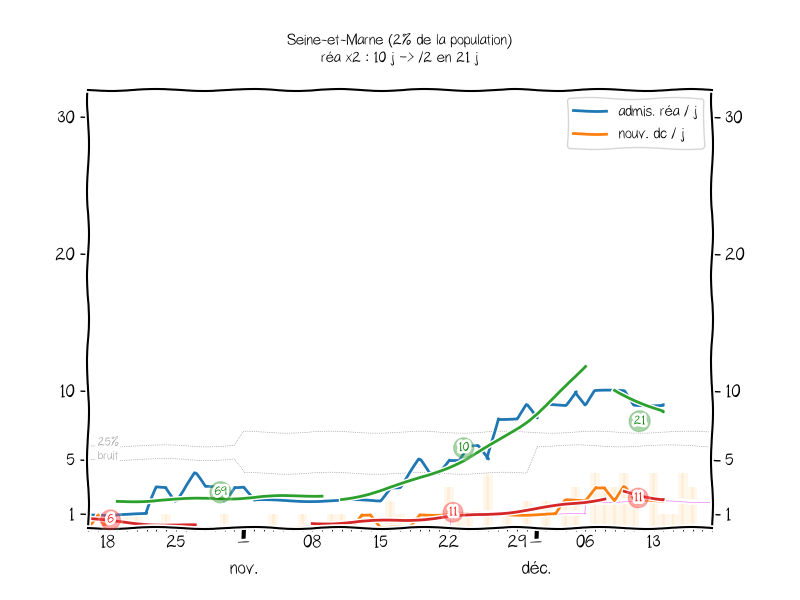 Seine-et-Marne (2% de la population)
réa x2 : 10 j -> /2 en 21 j
admis. réa / j
nouv. dc / j
30 30
20 20
10 10
25%
bruit
5 5
1 1
69
10
21
6
11
11
18 25 08 15 22 29 06 13
nov. déc.